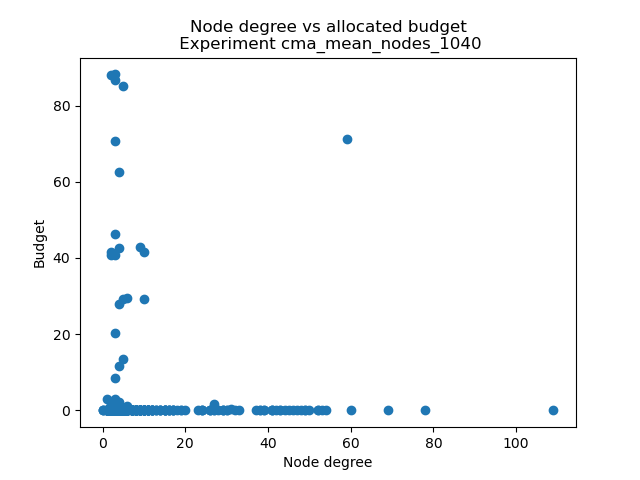 Node degree vs allocated budget
Experiment cma_mean_nodes_1040
80
60
40
20
0
Budget
0 20 40 60 80 100
Node degree